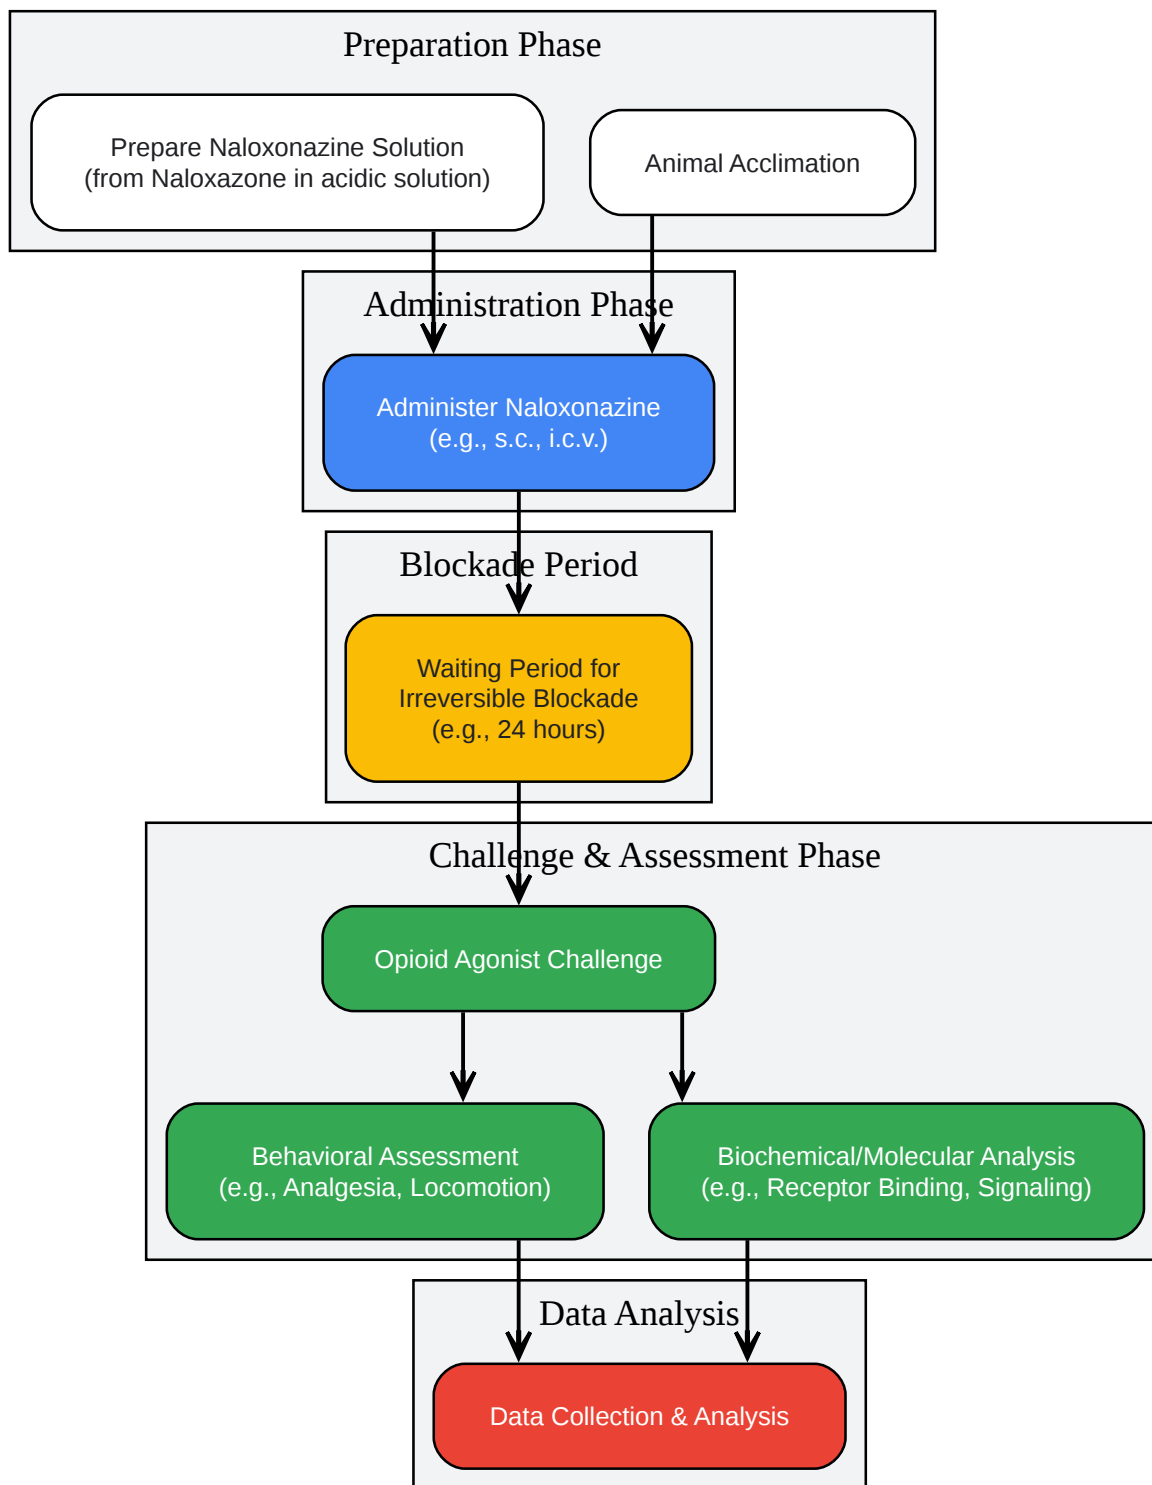 Preparation Phase
Prepare Naloxonazine Solution
(from Naloxazone in acidic solution)
Animal Acclimation
Administration Phase
Administer Naloxonazine
(e.g., s.c., i.c.v.)
Blockade Period
Waiting Period for
Irreversible Blockade
(e.g., 24 hours)
Challenge & Assessment Phase
Opioid Agonist Challenge
Behavioral Assessment
(e.g., Analgesia, Locomotion)
Biochemical/Molecular Analysis
(e.g., Receptor Binding, Signaling)
Data Analysis
Data Collection & Analysis